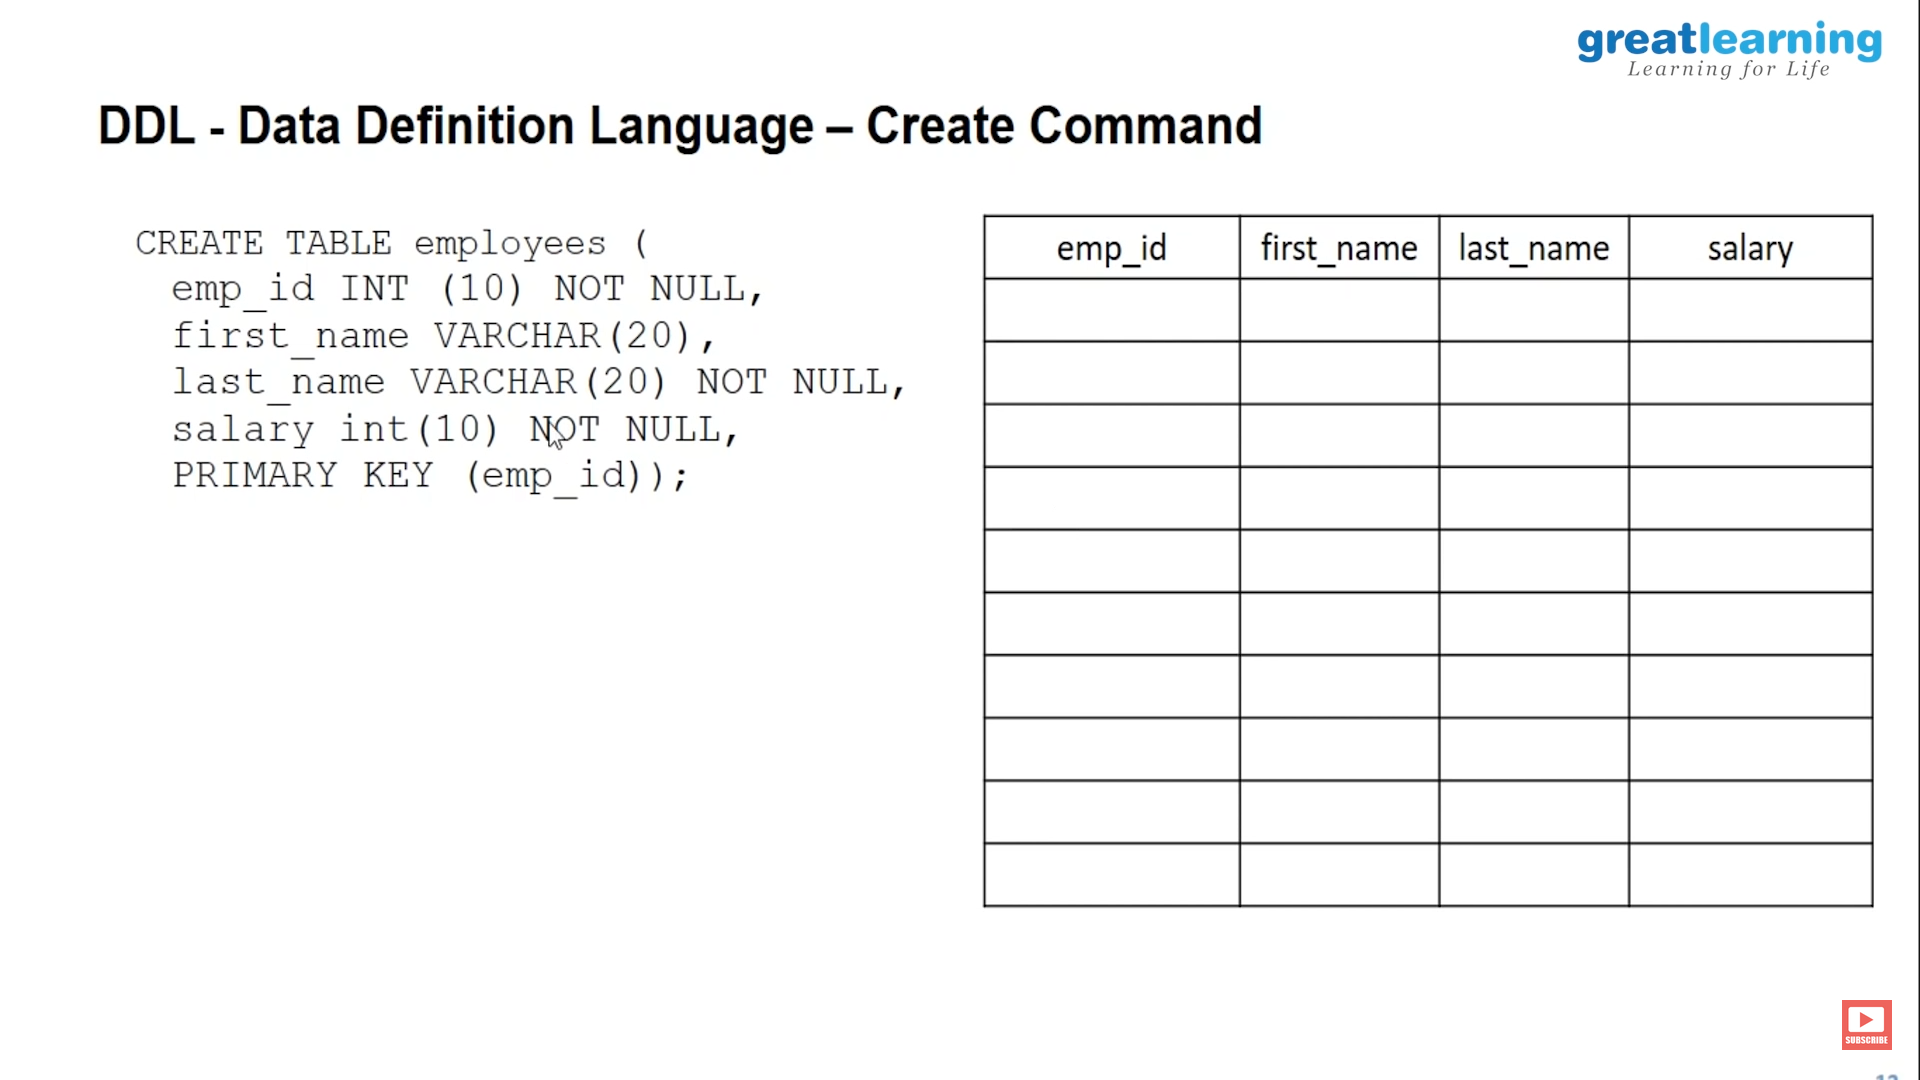 greatlearning
Learning for Life
DDL - Data Definition Language – Create Command
CREATE TABLE employees (
emp_id INT (10) NOT NULL,
first_name VARCHAR(20),
last_name VARCHAR(20) NOT NULL,
salary int(10) NOT NULL,
PRIMARY KEY (emp_id));
emp_id first_name last_name salary
SUBSCRIBE